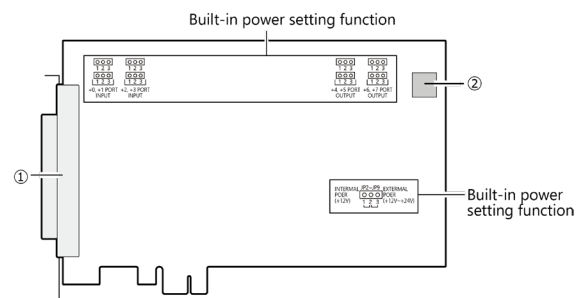 Built-in power setting function
1 2 3
1 2 3
1 2 3
1 2 3
1 2 3
1 2 3
1 2 3
1 2 3
+0, +1 PORT
INPUT
+2, +3 PORT
INPUT
+4, +5 PORT
OUTPUT
+6, +7 PORT
OUTPUT
②
①
INTERMAL
POER
(+12V)
JP2~JP9
1 2 3
EXTERMAL
POER
(+12V~+24V)
Built-in power
setting function